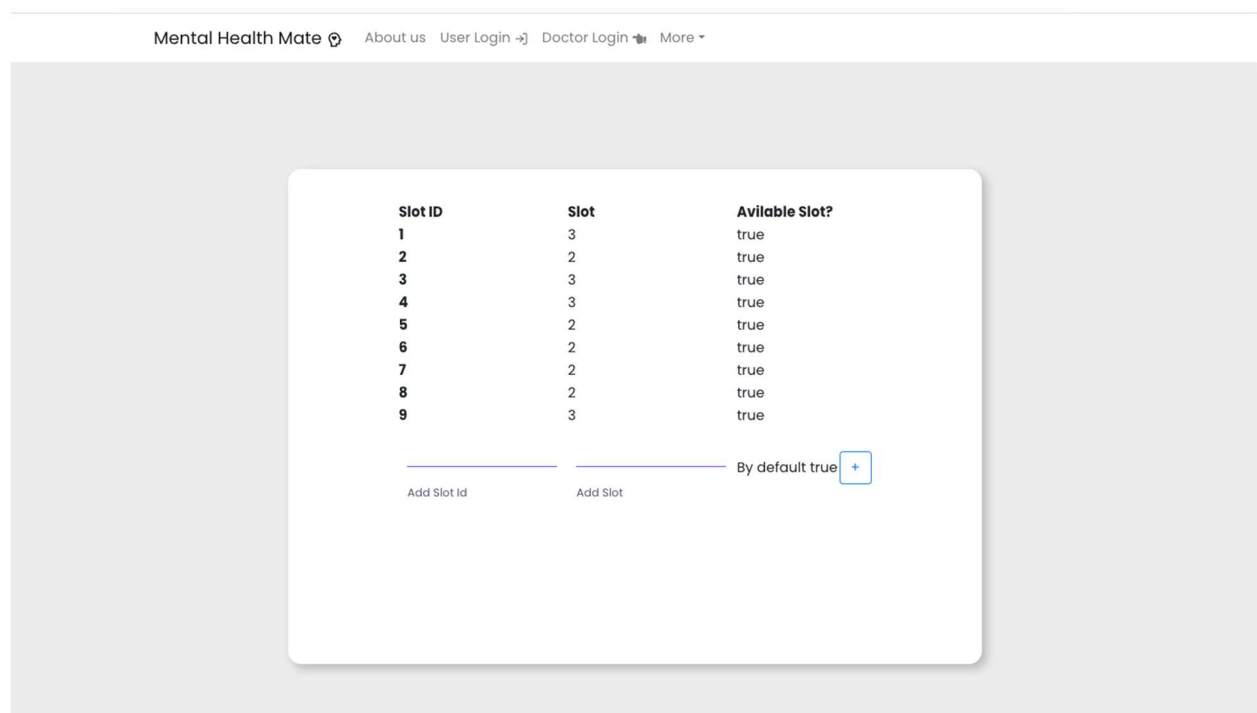 Mental Health Mate About us User Login Doctor Login More
Slot ID Slot Avilable Slot?
1 3 true
2 2 true
3 3 true
4 3 true
5 2 true
6 2 true
7 2 true
8 2 true
9 3 true
By default true +
Add Slot Id Add Slot